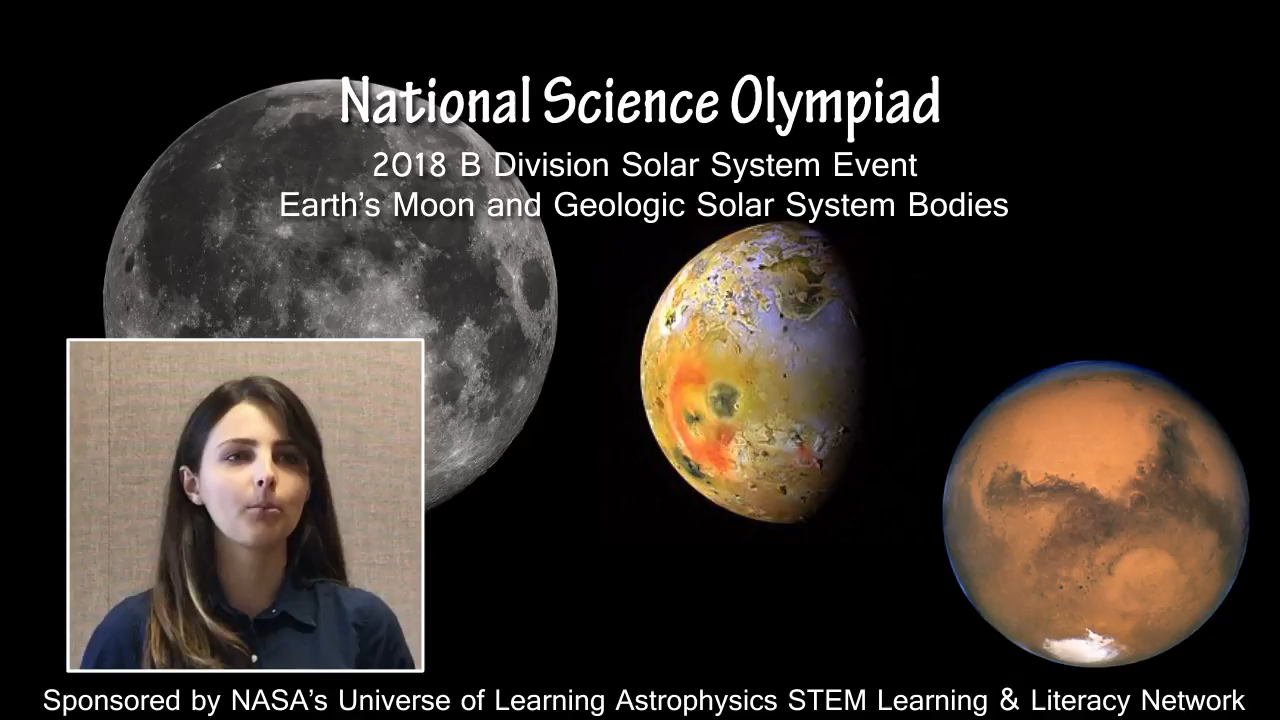 National Science Olympiad
2018 B Division Solar System Event
Earth's Moon and Geologic Solar System Bodies
Sponsored by NASA's Universe of Learning Astrophysics STEM Learning & Literacy Network